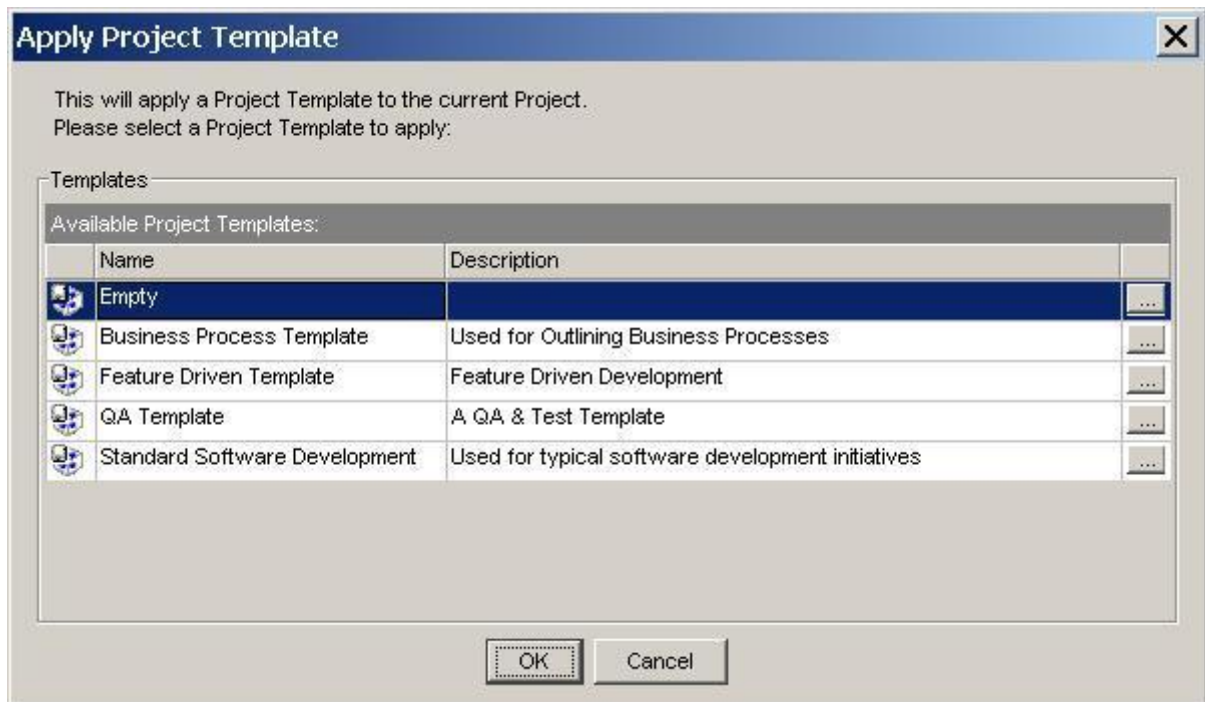 Apply Project Template
This will apply a Project Template to the current Project.
Please select a Project Template to apply:
Templates
Available Project Templates:
Name Description
Empty ...
Business Process Template Used for Outlining Business Processes ...
Feature Driven Template Feature Driven Development ...
QA Template A QA & Test Template ...
Standard Software Development Used for typical software development initiatives ...
OK Cancel